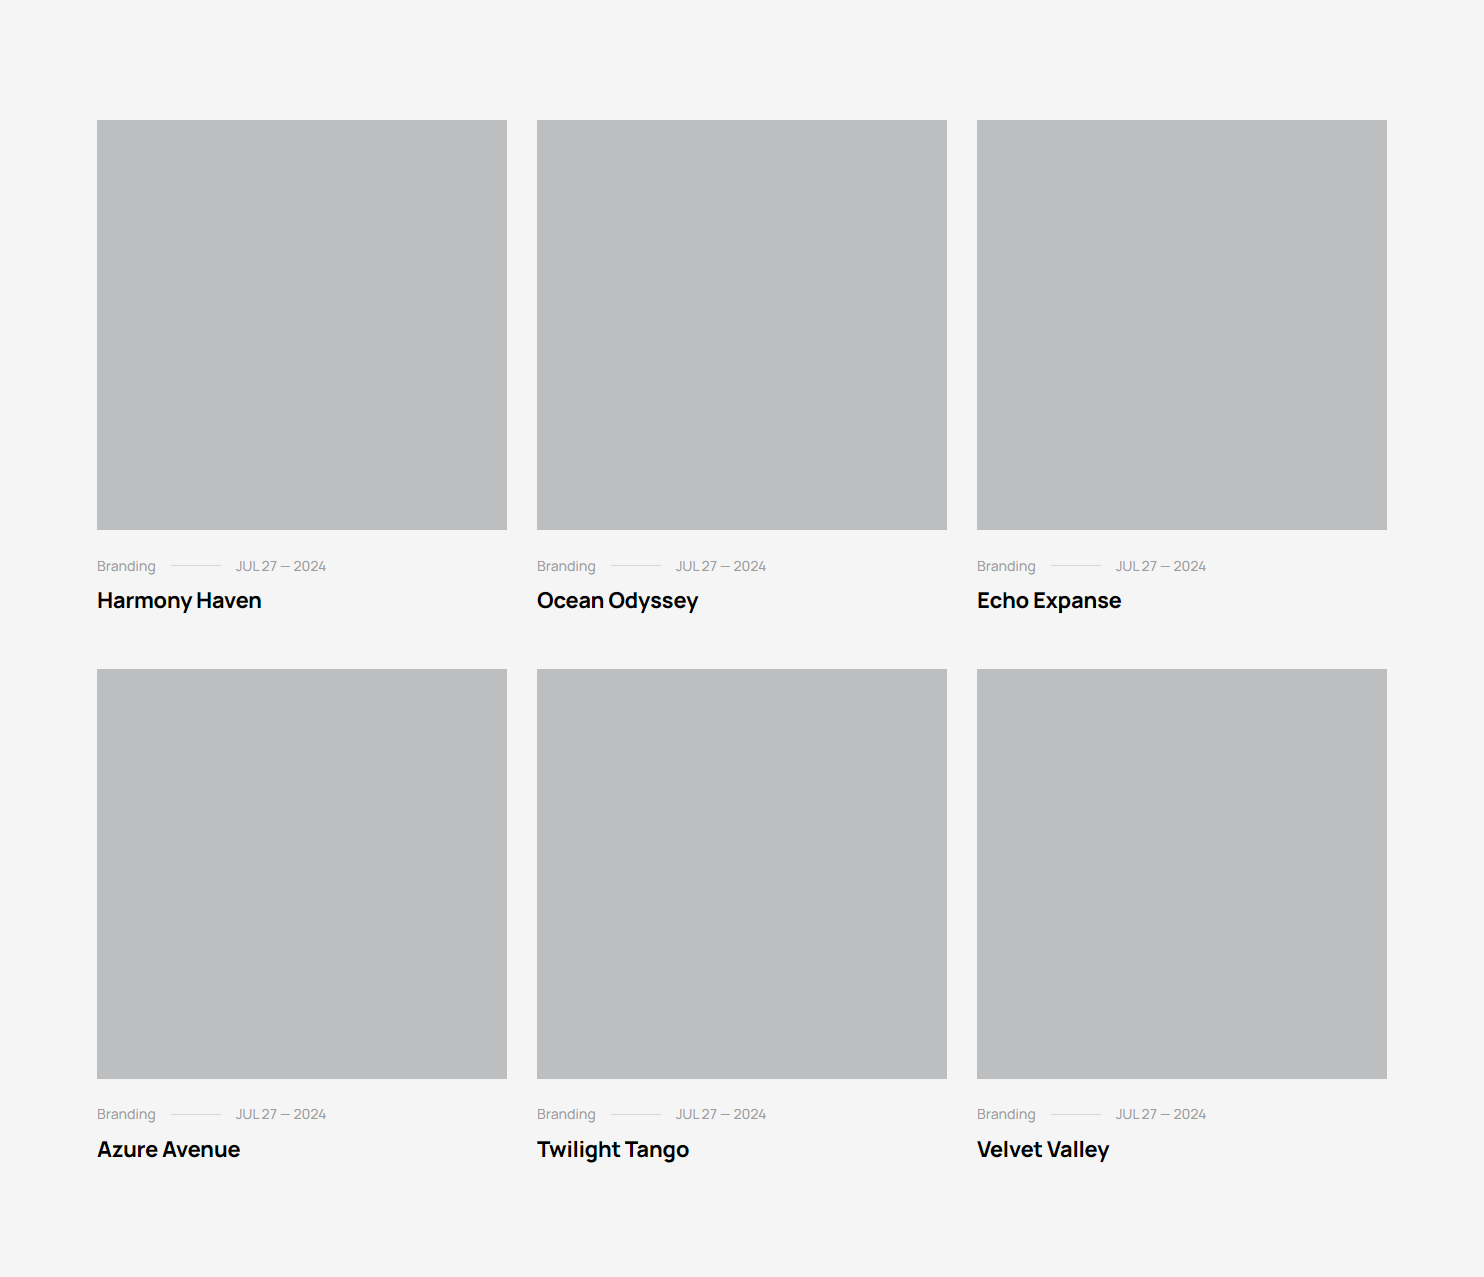 Branding JUL 27 — 2024
Harmony Haven
Branding JUL 27 — 2024
Ocean Odyssey
Branding JUL 27 — 2024
Echo Expanse
Branding JUL 27 — 2024
Azure Avenue
Branding JUL 27 — 2024
Twilight Tango
Branding JUL 27 — 2024
Velvet Valley